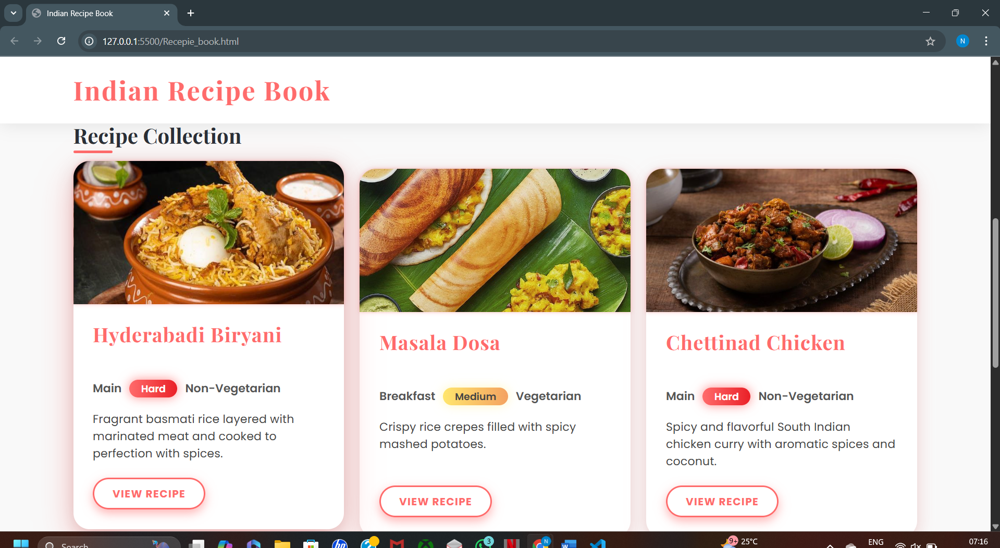 Indian Recipe Book
127.0.0.1:5500/Recepie_book.html
N
Indian Recipe Book
Recipe Collection
Hyderabadi Biryani
Main Hard Non-Vegetarian
Fragrant basmati rice layered with
marinated meat and cooked to
perfection with spices.
VIEW RECIPE
Masala Dosa
Breakfast Medium Vegetarian
Crispy rice crepes filled with spicy
mashed potatoes.
VIEW RECIPE
Chettinad Chicken
Main Hard Non-Vegetarian
Spicy and flavorful South Indian
chicken curry with aromatic spices and
coconut.
VIEW RECIPE
Search
hp
?
3
N
N
W
9+
25°C
ENG
07:16